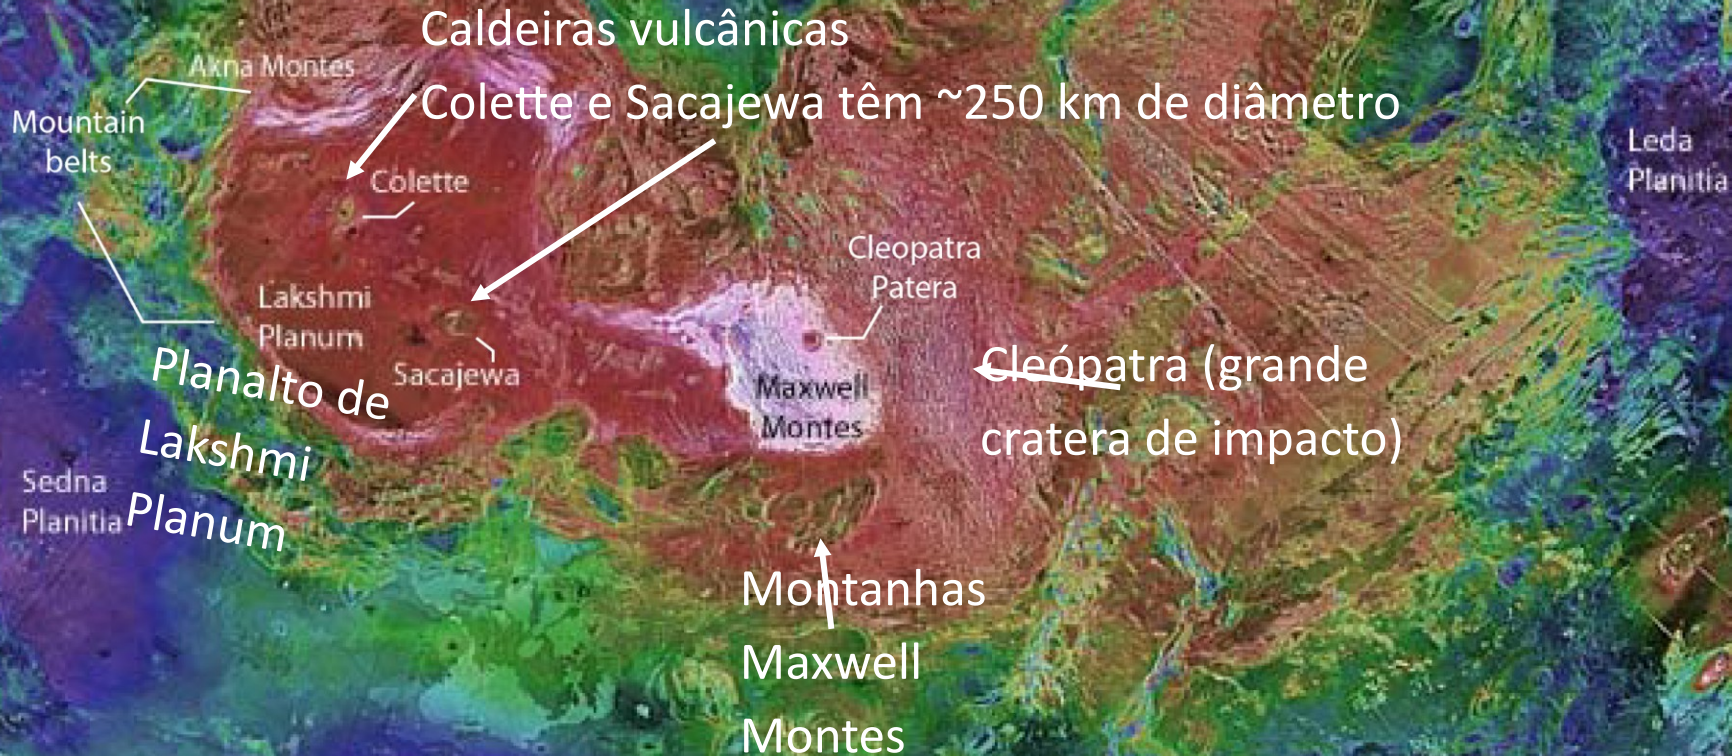 Caldeiras vulcânicas
Colette e Sacajewa têm ~250 km de diâmetro
Akna Montes
Mountain
belts
Colette
Leda
Planitia
Cleopatra
Patera
Lakshmi
Planum
Sacajewa
Maxwell
Montes
Cleópatra (grande
cratera de impacto)
Planalto de
Lakshmi
Planum
Sedna
Planitia
Montanhas
Maxwell
Montes